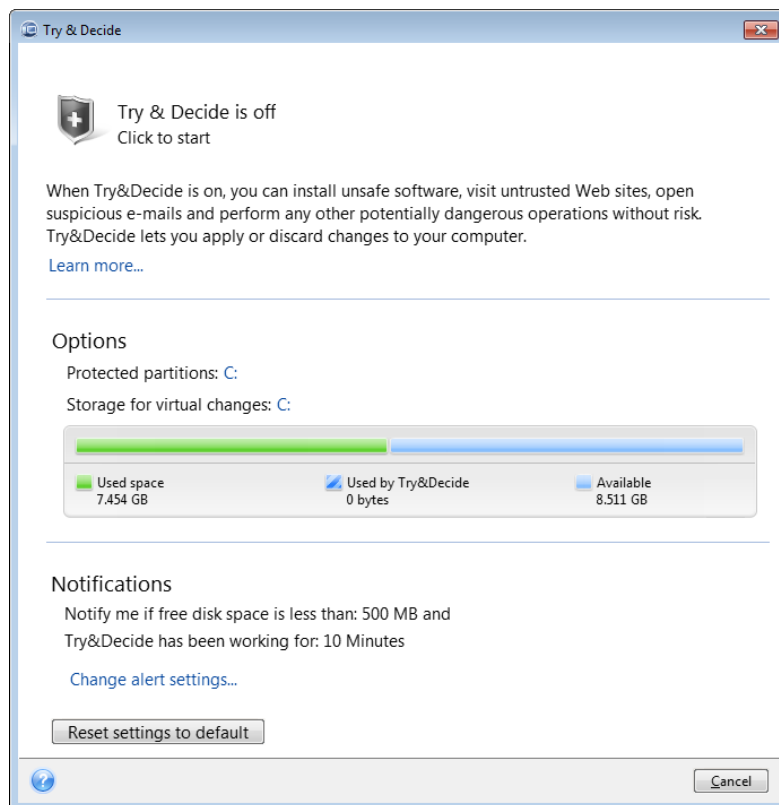 Try & Decide
Try & Decide is off
Click to start
When Try&Decide is on, you can install unsafe software, visit untrusted Web sites, open
suspicious e-mails and perform any other potentially dangerous operations without risk.
Try&Decide lets you apply or discard changes to your computer.
Learn more...
Options
Protected partitions: C:
Storage for virtual changes: C:
Used space Used by Try&Decide Available
7.454 GB 0 bytes 8.511 GB
Notifications
Notify me if free disk space is less than: 500 MB and
Try&Decide has been working for: 10 Minutes
Change alert settings...
Reset settings to default
Cancel